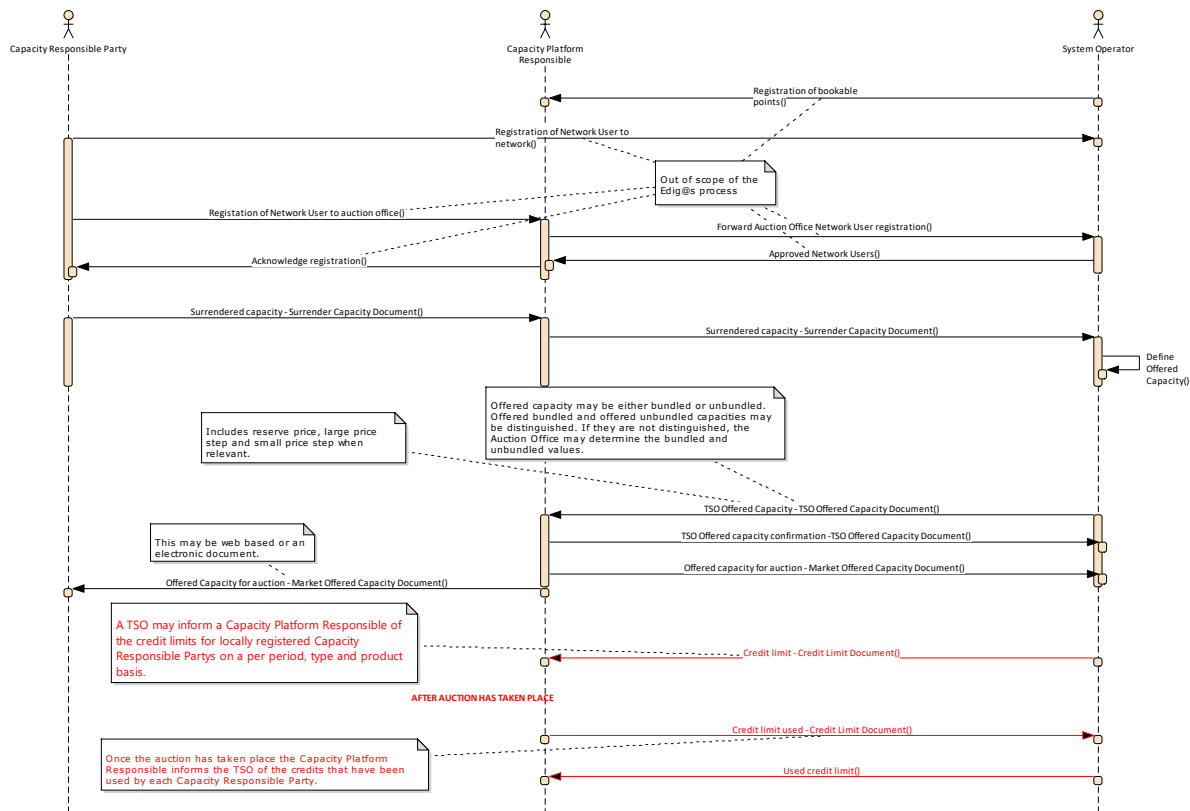 Capacity Responsible Party
Capacity Platform
Responsible
System Operator
Registration of bookable
points()
Registration of Network User to
network()
Out of scope of the
Edig@s process
Registation of Network User to auction office()
Forward Auction Office Network User registration()
Approved Network Users()
Acknowledge registration()
Surrendered capacity - Surrender Capacity Document()
Surrendered capacity - Surrender Capacity Document()
Define
Offered
Capacity()
Offered capacity may be either bundled or unbundled.
Offered bundled and offered unbundled capacities may
be distinguished. If they are not distinguished, the
Auction Office may determine the bundled and
unbundled values.
Includes reserve price, large price
step and small price step when
relevant.
TSO Offered Capacity - TSO Offered Capacity Document()
This may be web based or an
electronic document.
TSO Offered capacity confirmation -TSO Offered Capacity Document()
Offered capacity for auction - Market Offered Capacity Document()
Offered Capacity for auction - Market Offered Capacity Document()
A TSO may inform a Capacity Platform Responsible of
the credit limits for locally registered Capacity
Responsible Partys on a per period, type and product
basis.
Credit limit - Credit Limit Document()
AFTER AUCTION HAS TAKEN PLACE
Credit limit used - Credit Limit Document()
Once the auction has taken place the Capacity Platform
Responsible informs the TSO of the credits that have been
used by each Capacity Responsible Party.
Used credit limit()